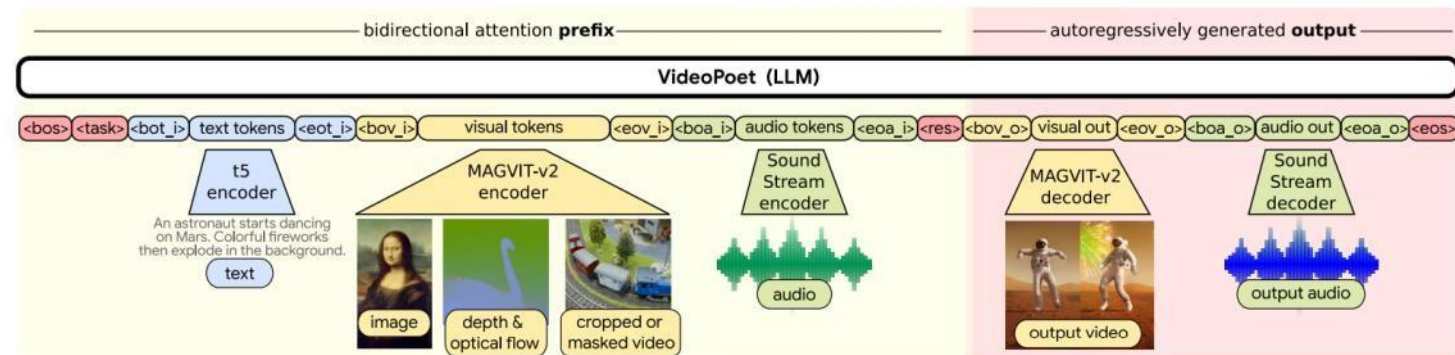 bidirectional attention prefix
autoregressively generated output
VideoPoet (LLM)
<bos> <task> <bot_i> text tokens <eot_i> <bov_i> visual tokens <eov_i> <boa_i> audio tokens <eoa_i> <res> <bov_o> visual out <eov_o> <boa_o> audio out <eoa_o> <eos>
t5
encoder
An astronaut starts dancing
on Mars. Colorful fireworks
then explode in the background.
text
MAGVIT-v2
encoder
image
depth &
optical flow
cropped or
masked video
Sound
Stream
encoder
audio
MAGVIT-v2
decoder
output video
Sound
Stream
decoder
output audio